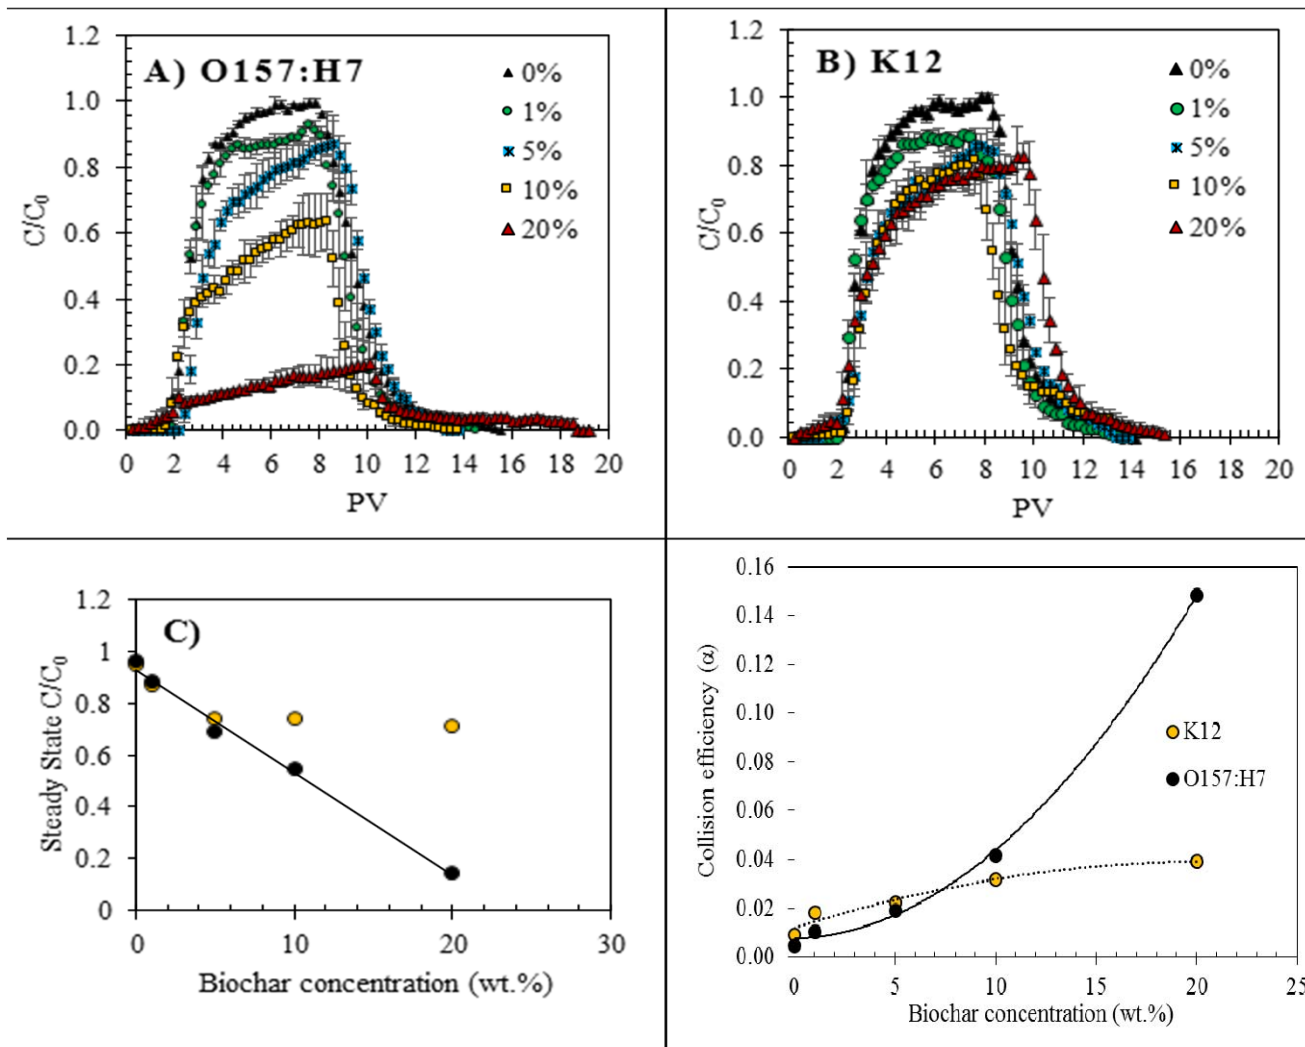 A) O157:H7
1.2
1.0
0.8
0.6
0.4
0.2
0.0
C/C0
0 2 4 6 8 10 12 14 16 18 20
PV
0%
1%
5%
10%
20%
B) K12
1.2
1.0
0.8
0.6
0.4
0.2
0.0
C/C0
0 2 4 6 8 10 12 14 16 18 20
PV
0%
1%
5%
10%
20%
C)
1.2
1
0.8
0.6
0.4
0.2
0
Steady State C/C0
0 10 20 30
Biochar concentration (wt.%)
0.16
0.14
0.12
0.10
0.08
0.06
0.04
0.02
0.00
Collision efficiency (α)
K12
O157:H7
0 5 10 15 20 25
Biochar concentration (wt.%)